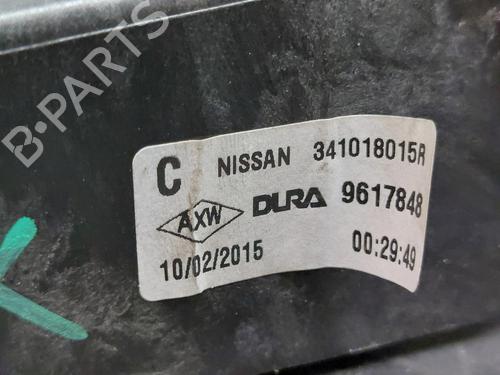 B-PARTS
C NISSAN 341018015R
AXW DURA 9617848
10/02/2015 00:29:49